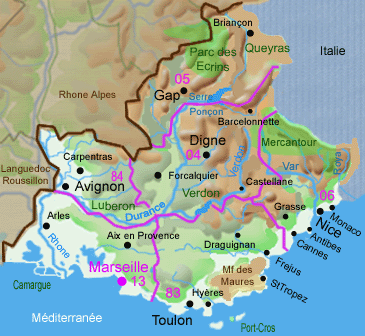 Briançon
Queyras
Italie
Parc des
Ecrins
05
Rhone Alpes
Gap
Serre
Ponçon
Barcelonnette
Digne
04
Mercantour
Languedoc
Roussillon
Carpentras
84
Avignon
Forcalquier
Verdon
Castellane
Var
Roya
06
Luberon
Verdon
Durance
Grasse
Nice
Monaco
Arles
Aix en Provence
Draguignan
Antibes
Cannes
Rhone
Frejus
Marseille
13
83
Mf des
Maures
StTropez
Camargue
Hyères
Toulon
Méditerranée
Port-Cros